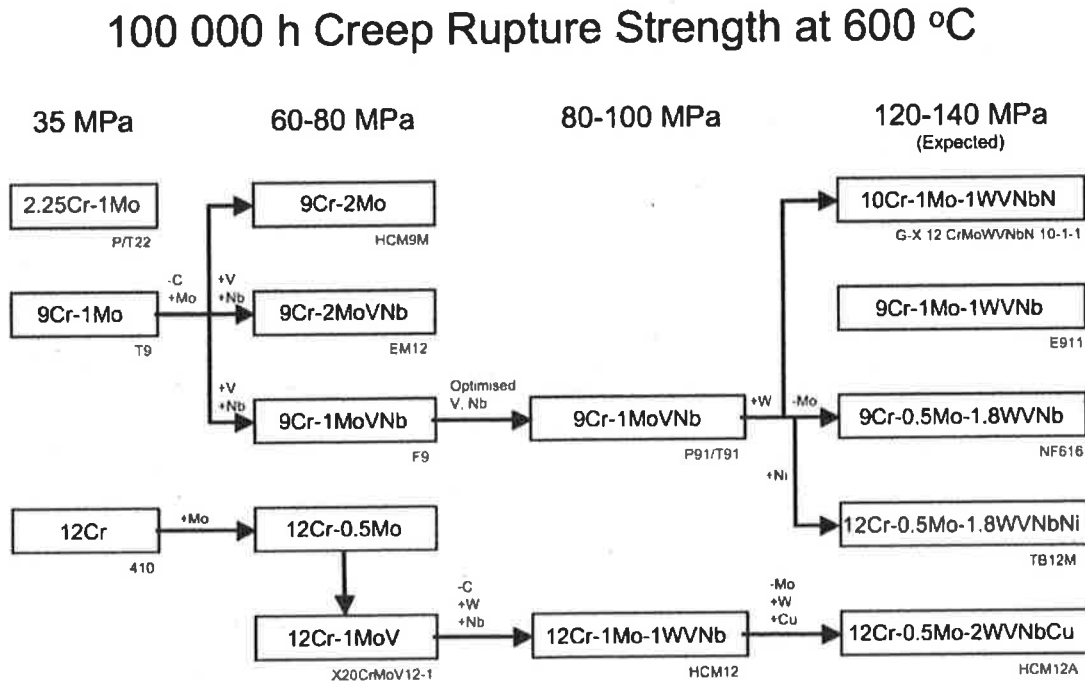 100 000 h Creep Rupture Strength at 600 ºC
35 MPa
60-80 MPa
80-100 MPa
120-140 MPa
(Expected)
2.25Cr-1Mo
P/T22
9Cr-2Mo
HCM9M
10Cr-1Mo-1WVNbN
G-X 12 CrMoWVNbN 10-1-1
9Cr-1Mo
T9
-C
+Mo
+V
+Nb
9Cr-2MoVNb
EM12
9Cr-1Mo-1WVNb
E911
+V
+Nb
9Cr-1MoVNb
F9
Optimised
V, Nb
9Cr-1MoVNb
P91/T91
+W
-Mo
9Cr-0.5Mo-1.8WVNb
NF616
+Ni
12Cr
410
+Mo
12Cr-0.5Mo
12Cr-0.5Mo-1.8WVNbNi
TB12M
12Cr-1MoV
X20CrMoV12-1
-C
+W
+Nb
12Cr-1Mo-1WVNb
HCM12
-Mo
+W
+Cu
12Cr-0.5Mo-2WVNbCu
HCM12A